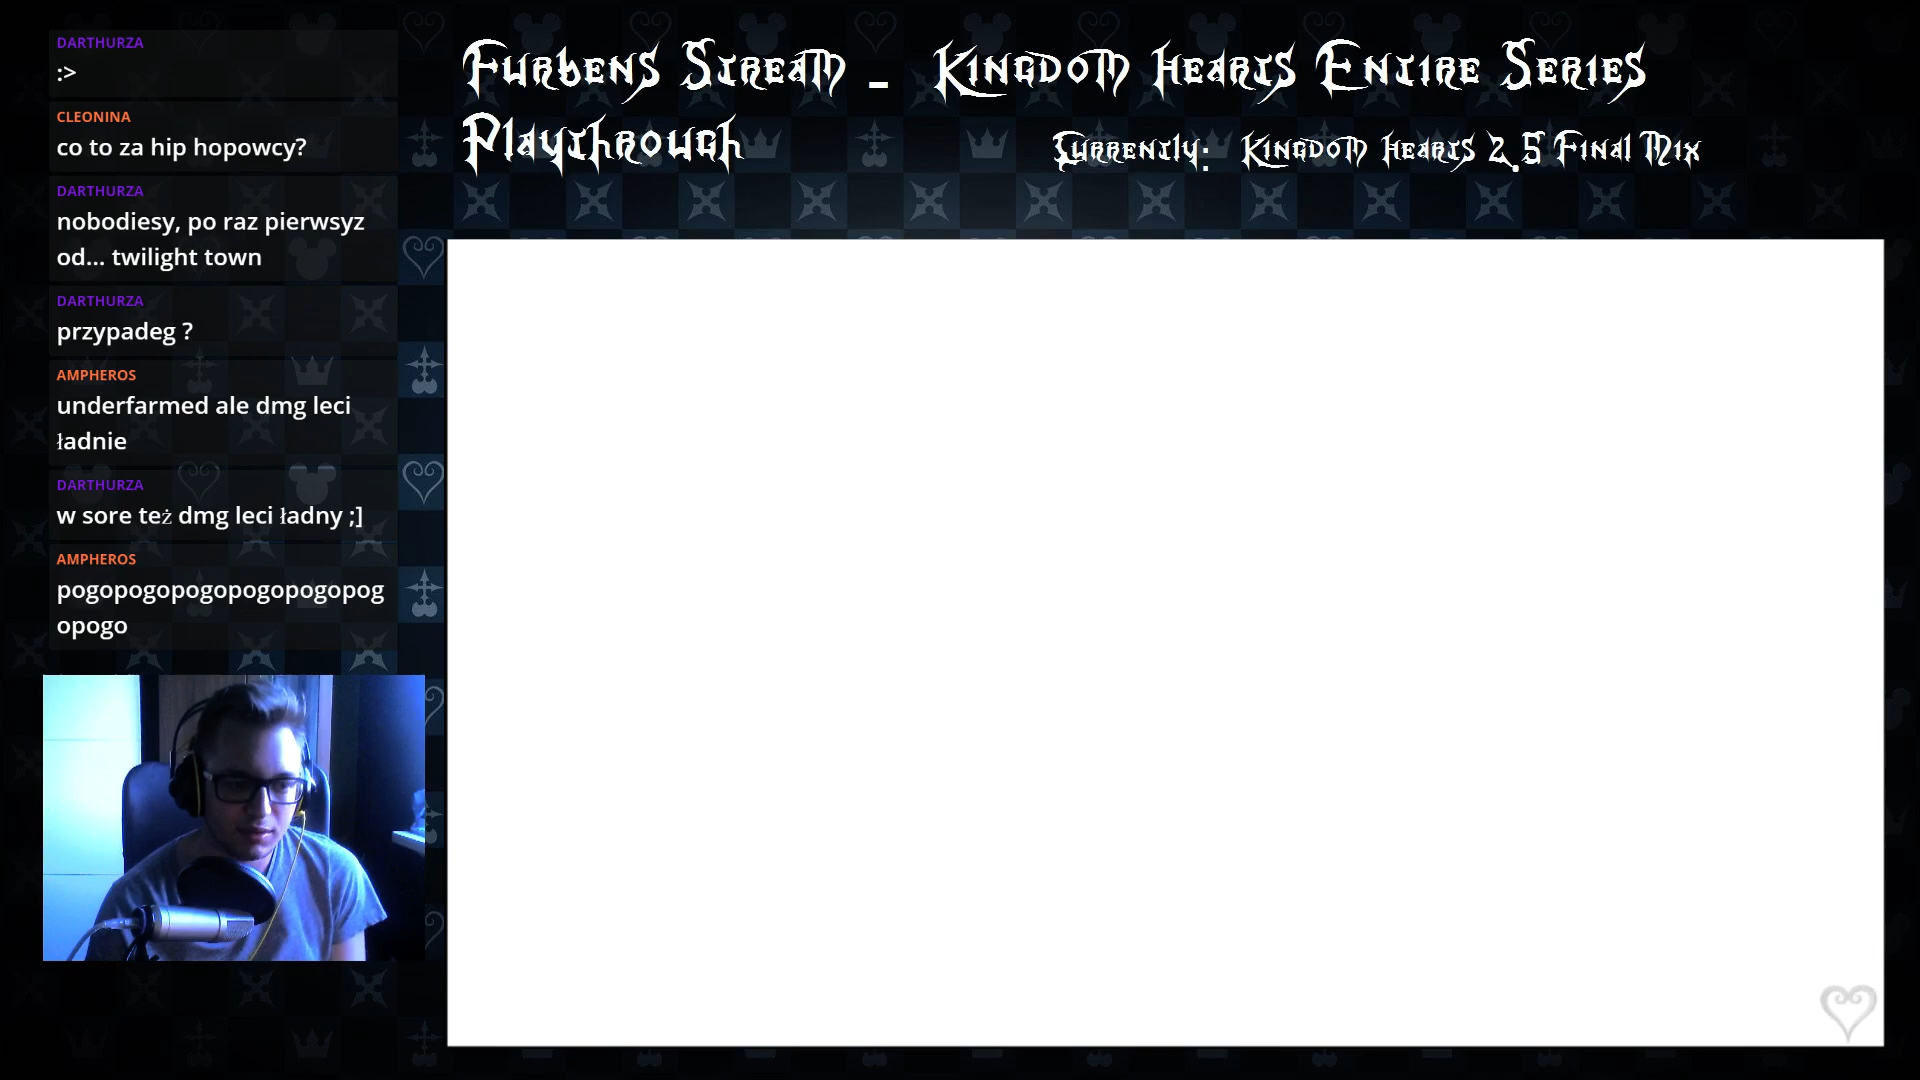 DARTHURZA
:>
CLEONINA
co to za hip hopowcy?
DARTHURZA
nobodiesy, po raz pierwsyz
od... twilight town
DARTHURZA
przypadeg ?
AMPHEROS
underfarmed ale dmg leci
ładnie
DARTHURZA
w sore też dmg leci ładny ;]
AMPHEROS
pogopogopogopogopogopog
opogo
Furbens Stream - Kingdom Hearts Entire Series
Playthrough
Currently: Kingdom Hearts 2.5 Final Mix